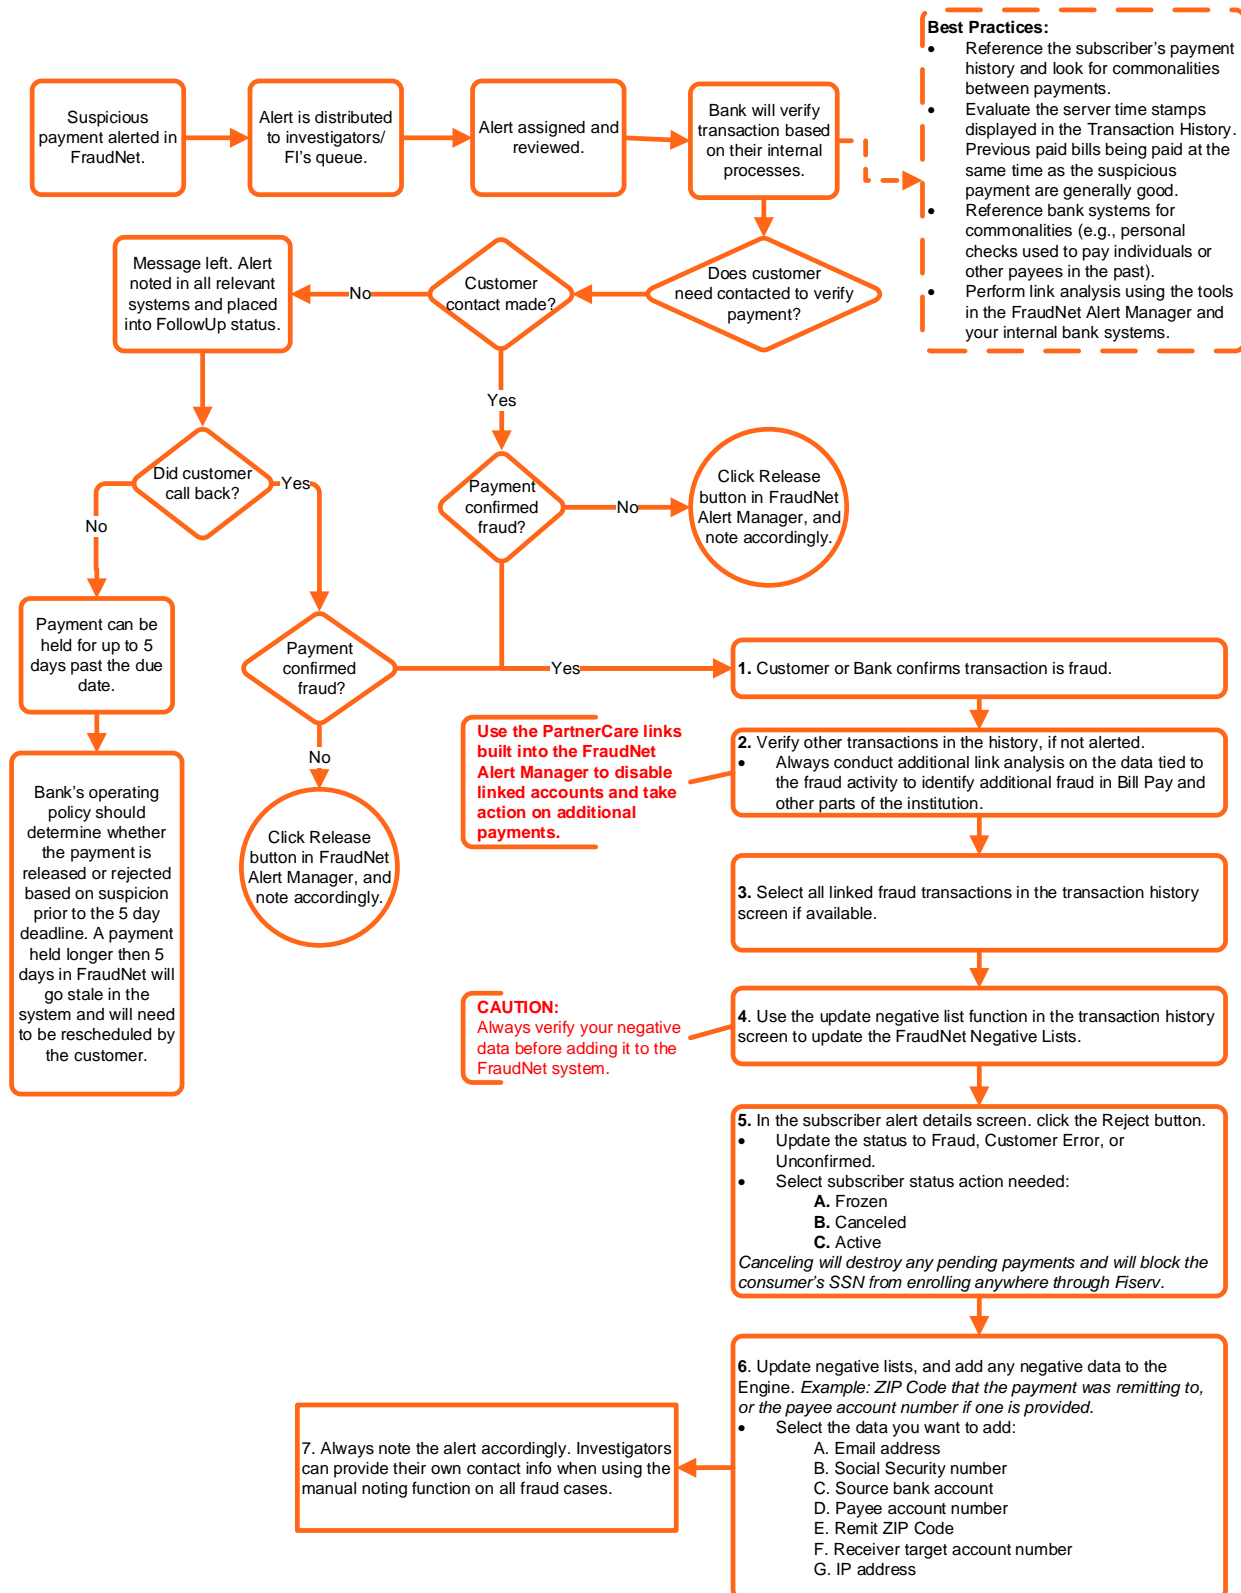 Best Practices:
• Reference the subscriber's payment
history and look for commonalities
between payments.
• Evaluate the server time stamps
displayed in the Transaction History.
Previous paid bills being paid at the
same time as the suspicious
payment are generally good.
• Reference bank systems for
commonalities (e.g., personal
checks used to pay individuals or
other payees in the past).
• Perform link analysis using the tools
in the FraudNet Alert Manager and
your internal bank systems.
Suspicious
payment alerted in
FraudNet.
Alert is distributed
to investigators/
FI's queue.
Alert assigned and
reviewed.
Bank will verify
transaction based
on their internal
processes.
Does customer
need contacted to verify
payment?
Customer
contact made?
No
Message left. Alert
noted in all relevant
systems and placed
into FollowUp status.
Yes
Did customer
call back?
Yes
No
Payment
confirmed
fraud?
No
Click Release
button in FraudNet
Alert Manager, and
note accordingly.
Payment can be
held for up to 5
days past the due
date.
Payment
confirmed
fraud?
Yes
No
Click Release
button in FraudNet
Alert Manager, and
note accordingly.
Bank's operating
policy should
determine whether
the payment is
released or rejected
based on suspicion
prior to the 5 day
deadline. A payment
held longer then 5
days in FraudNet will
go stale in the
system and will need
to be rescheduled by
the customer.
1. Customer or Bank confirms transaction is fraud.
Use the PartnerCare links
built into the FraudNet
Alert Manager to disable
linked accounts and take
action on additional
payments.
2. Verify other transactions in the history, if not alerted.
• Always conduct additional link analysis on the data tied to
the fraud activity to identify additional fraud in Bill Pay and
other parts of the institution.
3. Select all linked fraud transactions in the transaction history
screen if available.
CAUTION:
Always verify your negative
data before adding it to the
FraudNet system.
4. Use the update negative list function in the transaction history
screen to update the FraudNet Negative Lists.
5. In the subscriber alert details screen. click the Reject button.
• Update the status to Fraud, Customer Error, or
Unconfirmed.
• Select subscriber status action needed:
A. Frozen
B. Canceled
C. Active
Canceling will destroy any pending payments and will block the
consumer's SSN from enrolling anywhere through Fiserv.
6. Update negative lists, and add any negative data to the
Engine. Example: ZIP Code that the payment was remitting to,
or the payee account number if one is provided.
• Select the data you want to add:
A. Email address
B. Social Security number
C. Source bank account
D. Payee account number
E. Remit ZIP Code
F. Receiver target account number
G. IP address
7. Always note the alert accordingly. Investigators
can provide their own contact info when using the
manual noting function on all fraud cases.